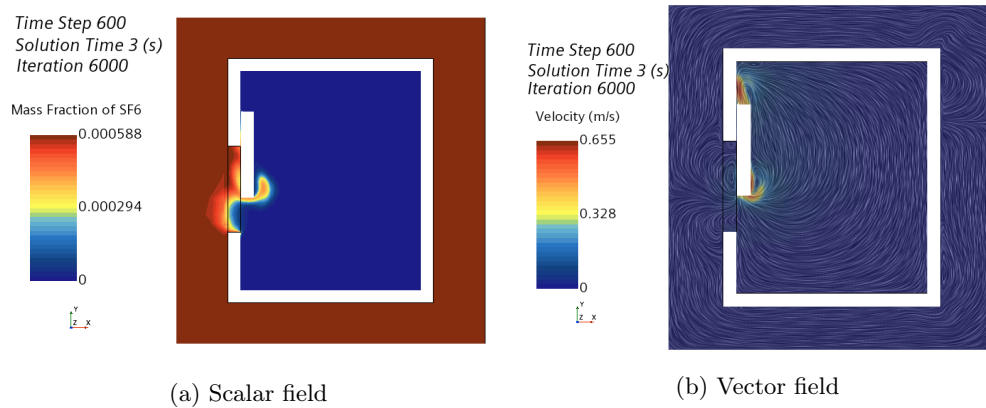 Time Step 600
Solution Time 3 (s)
Iteration 6000
Mass Fraction of SF6
0.000588
0.000294
0
Y
Z X
(a) Scalar field
Time Step 600
Solution Time 3 (s)
Iteration 6000
Velocity (m/s)
0.655
0.328
0
Y
Z X
(b) Vector field